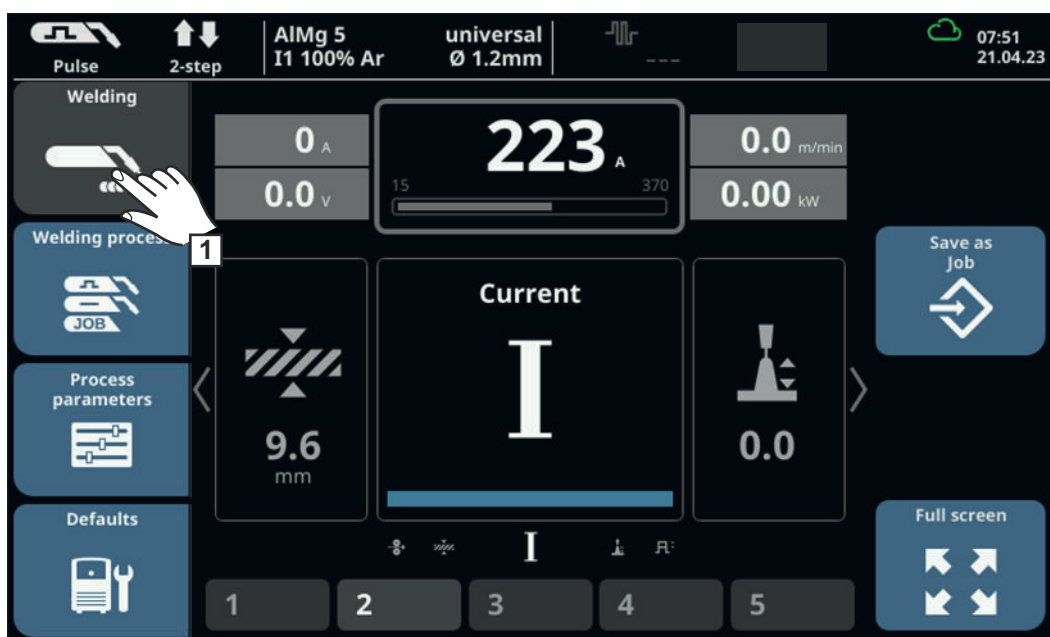 Pulse
2-step
AlMg 5
I1 100% Ar
universal
Ø 1.2mm
---
07:51
21.04.23
Welding
1
Welding process
JOB
Process
parameters
Defaults
0 A
0.0 V
223 A
15
370
0.0 m/min
0.00 kW
9.6
mm
Current
I
0.0
I
1
2
3
4
5
Save as
Job
Full screen